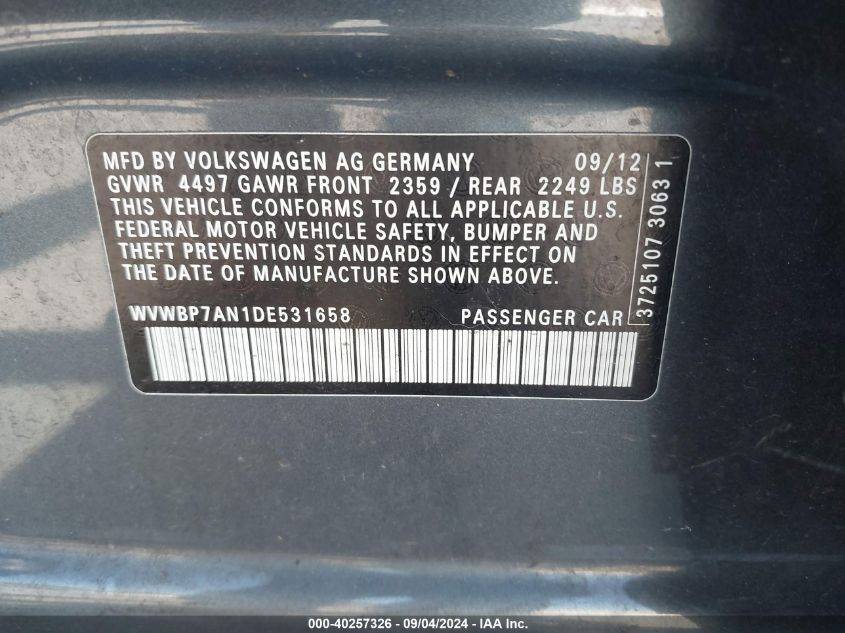 MFD BY VOLKSWAGEN AG GERMANY 09/12
GVWR 4497 GAWR FRONT 2359 / REAR 2249 LBS
THIS VEHICLE CONFORMS TO ALL APPLICABLE U.S.
FEDERAL MOTOR VEHICLE SAFETY, BUMPER AND
THEFT PREVENTION STANDARDS IN EFFECT ON
THE DATE OF MANUFACTURE SHOWN ABOVE.
WVWBP7AN1DE531658 PASSENGER CAR
3725107 3063 1
000-40257326 - 09/04/2024 - IAA Inc.